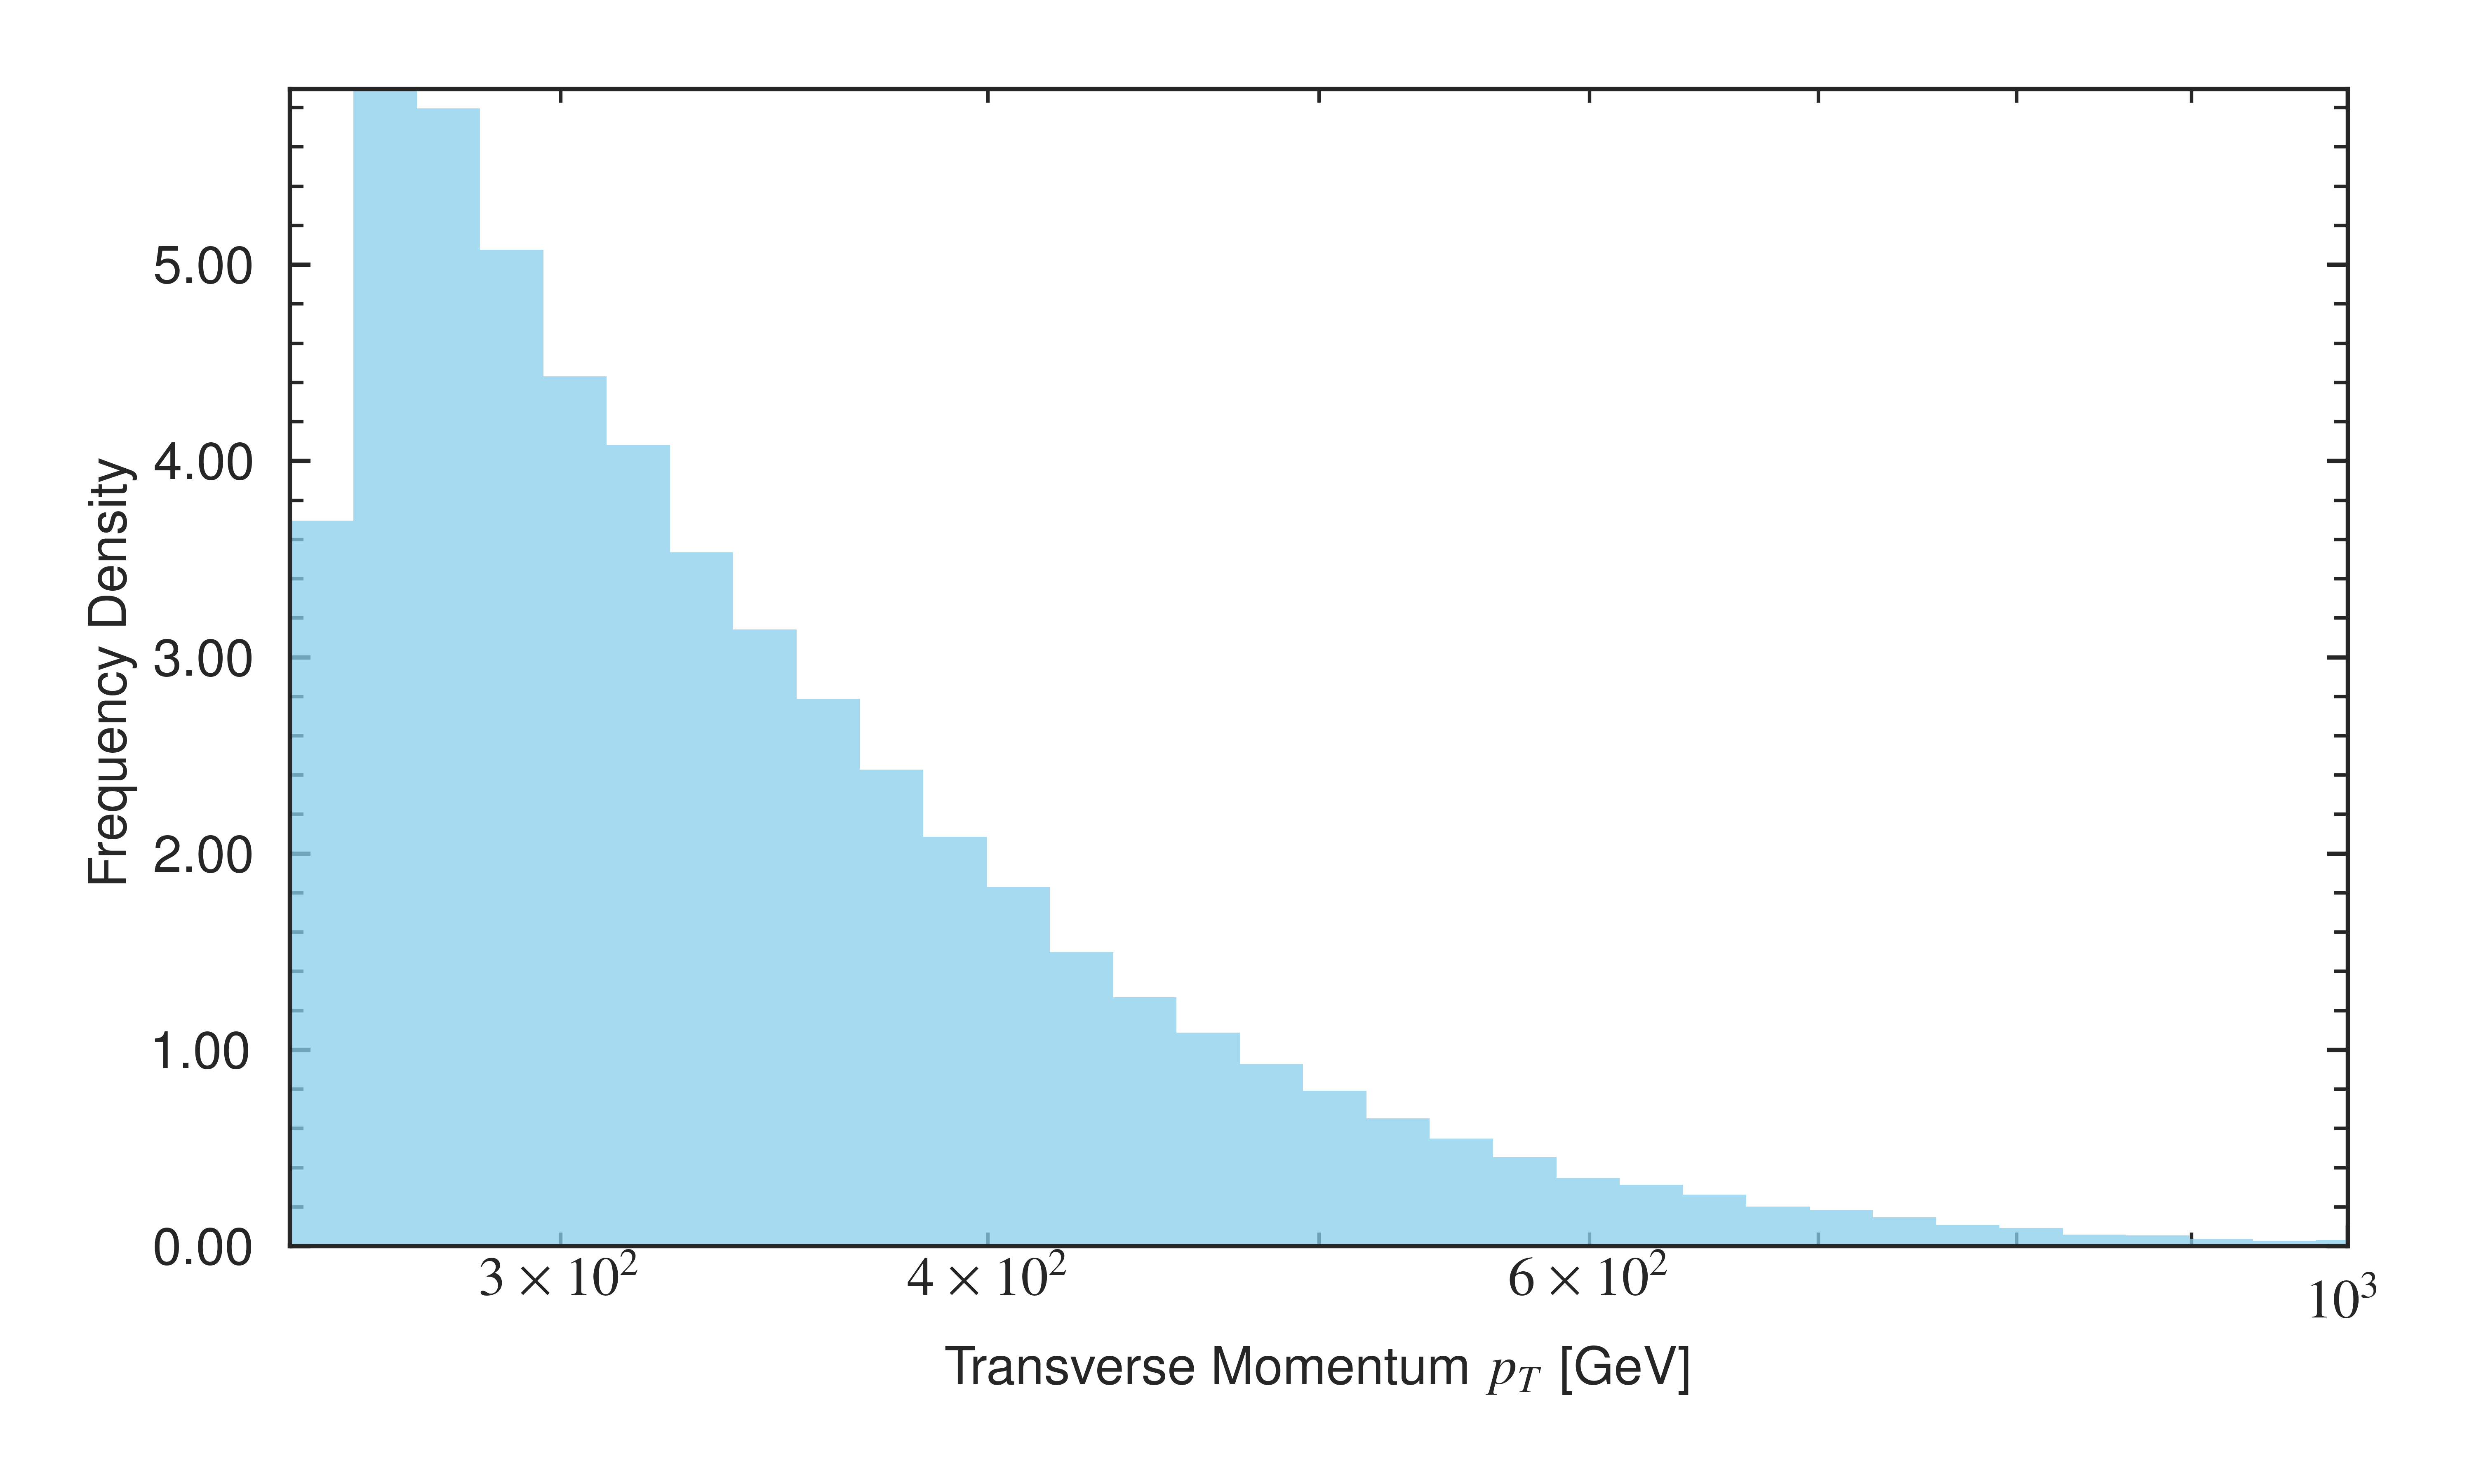 Frequency Density
5.00
4.00
3.00
2.00
1.00
0.00
3 × 10² 4 × 10² 6 × 10² 10³
Transverse Momentum p_T [GeV]